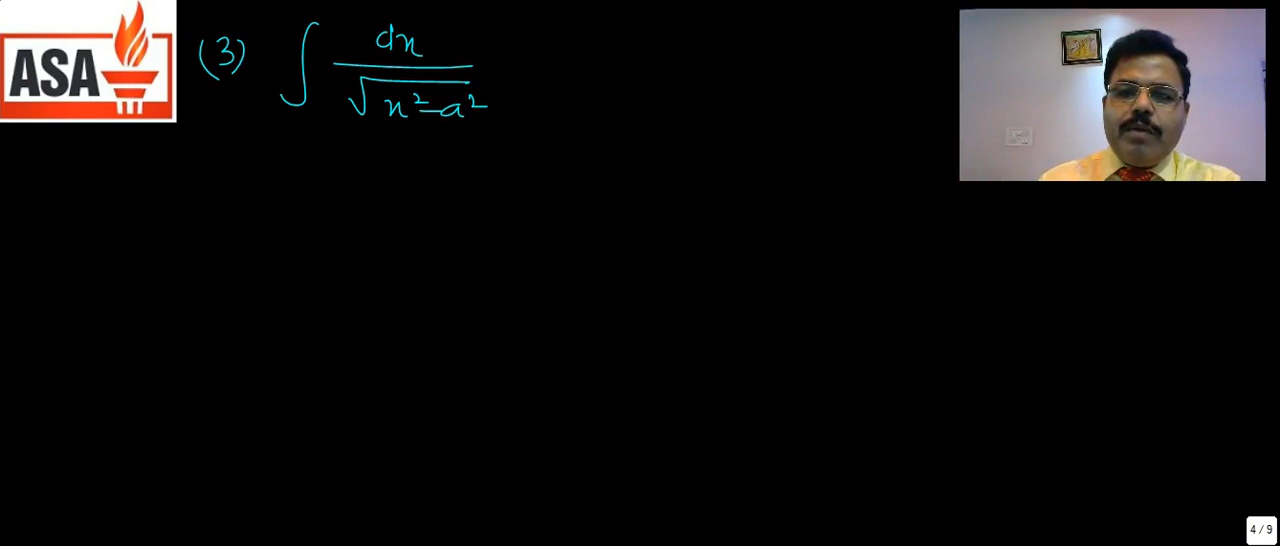 ASA
(3) ∫ dx / √(x²-a²)
4 / 9